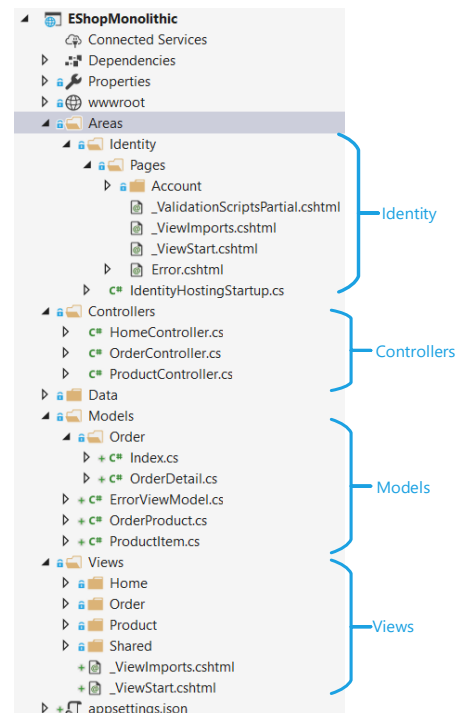 EShopMonolithic
Connected Services
Dependencies
Properties
wwwroot
Areas
Identity
Pages
Account
_ValidationScriptsPartial.cshtml
_ViewImports.cshtml
_ViewStart.cshtml
Error.cshtml
C# IdentityHostingStartup.cs
Identity
Controllers
C# HomeController.cs
C# OrderController.cs
C# ProductController.cs
Controllers
Data
Models
Order
+ C# Index.cs
+ C# OrderDetail.cs
+ C# ErrorViewModel.cs
+ C# OrderProduct.cs
+ C# ProductItem.cs
Models
Views
Home
Order
Product
Shared
+ _ViewImports.cshtml
+ _ViewStart.cshtml
Views
+ appsettings.json